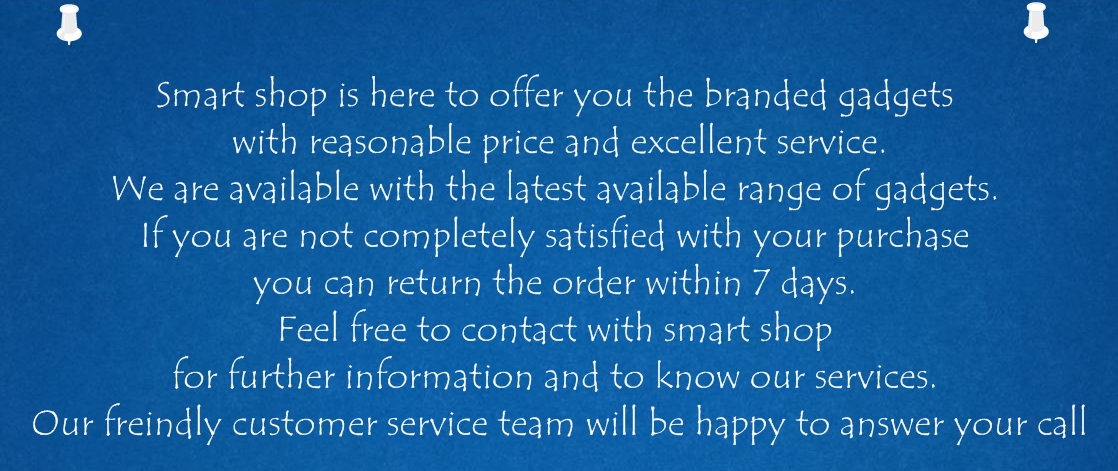 Smart shop is here to offer you the branded gadgets
with reasonable price and excellent service.
We are available with the latest available range of gadgets.
If you are not completely satisfied with your purchase
you can return the order within 7 days.
Feel free to contact with smart shop
for further information and to know our services.
Our freindly customer service team will be happy to answer your call